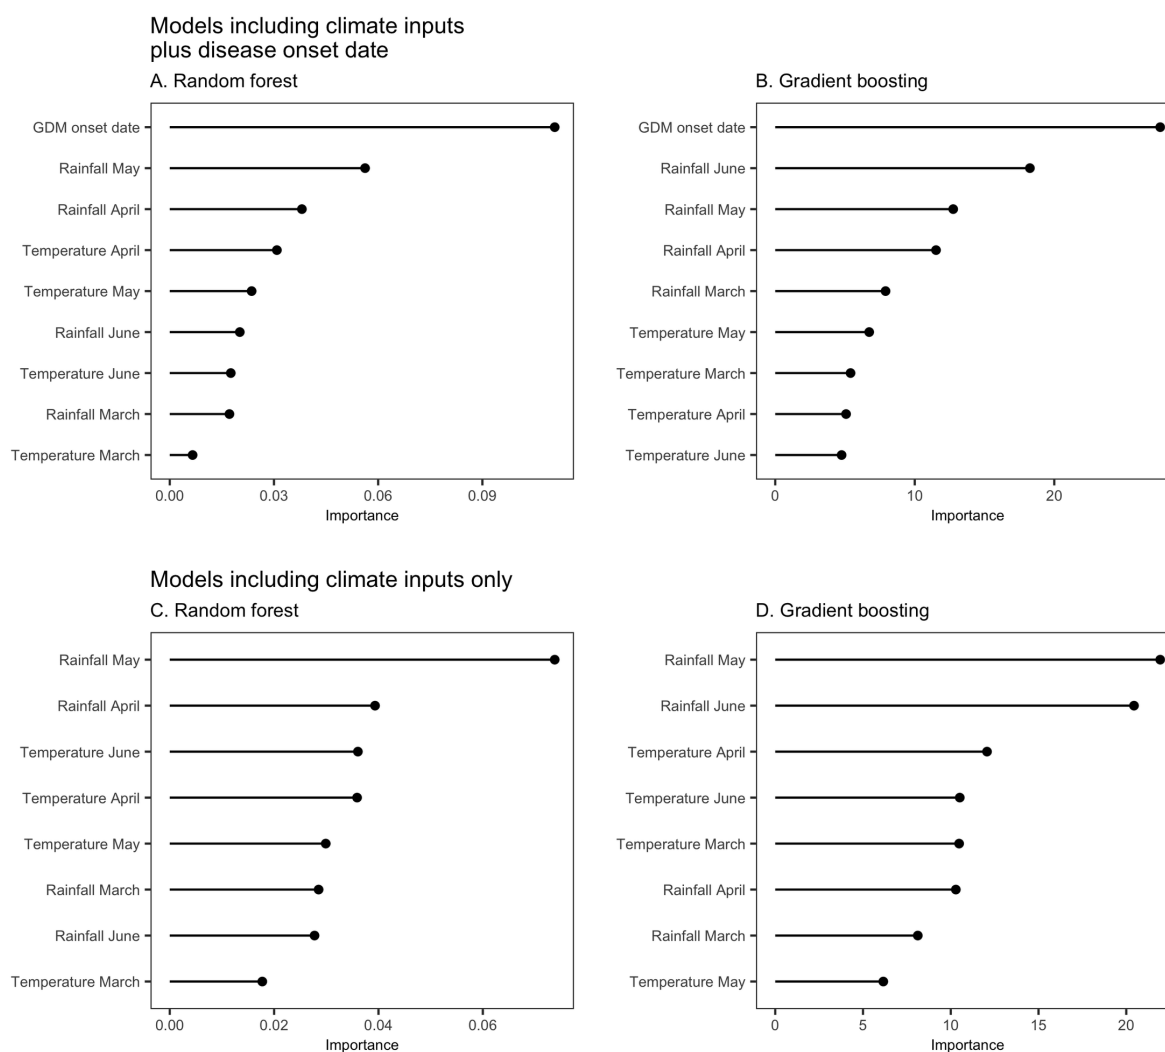 Models including climate inputs
plus disease onset date
A. Random forest
GDM onset date
Rainfall May
Rainfall April
Temperature April
Temperature May
Rainfall June
Temperature June
Rainfall March
Temperature March
0.00 0.03 0.06 0.09
Importance
B. Gradient boosting
GDM onset date
Rainfall June
Rainfall May
Rainfall April
Rainfall March
Temperature May
Temperature March
Temperature April
Temperature June
0 10 20
Importance
Models including climate inputs only
C. Random forest
Rainfall May
Rainfall April
Temperature June
Temperature April
Temperature May
Rainfall March
Rainfall June
Temperature March
0.00 0.02 0.04 0.06
Importance
D. Gradient boosting
Rainfall May
Rainfall June
Temperature April
Temperature June
Temperature March
Rainfall April
Rainfall March
Temperature May
0 5 10 15 20
Importance